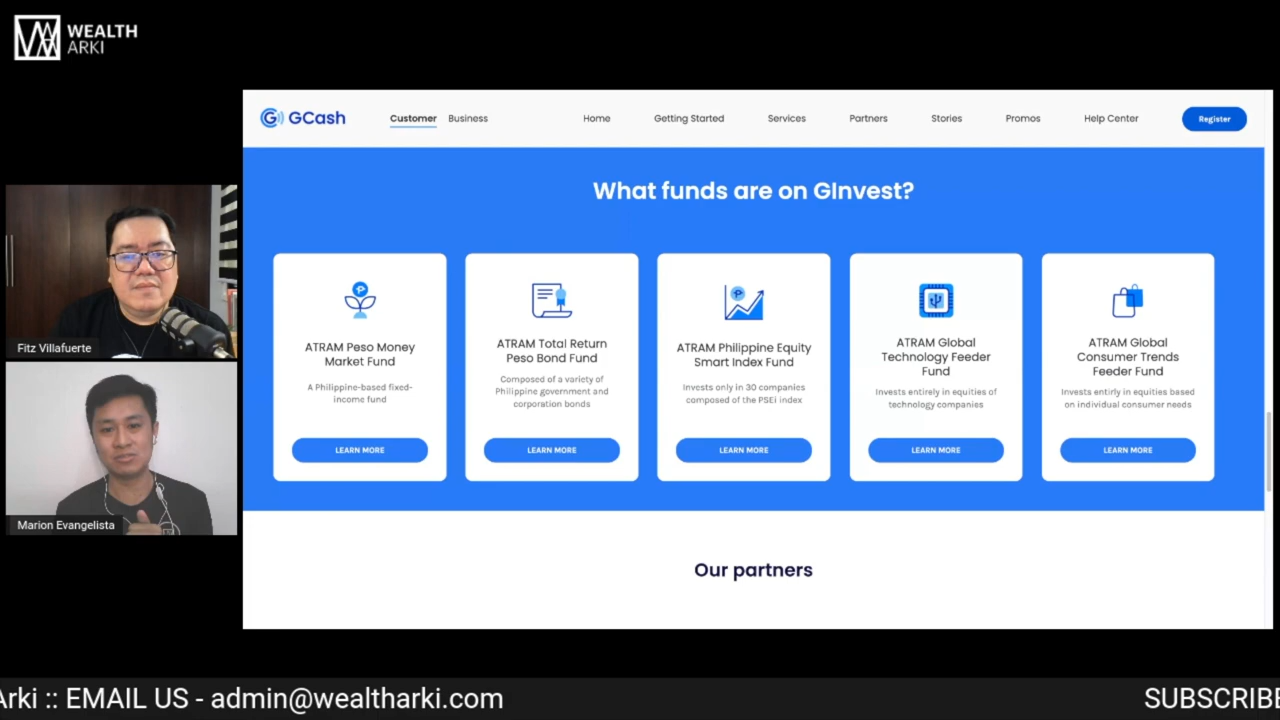 WEALTH
ARKI
GCash
Customer Business Home Getting Started Services Partners Stories Promos Help Center Register
What funds are on GInvest?
ATRAM Peso Money
Market Fund
A Philippine-based fixed-
income fund
LEARN MORE
ATRAM Total Return
Peso Bond Fund
Composed of a variety of
Philippine government and
corporation bonds
LEARN MORE
ATRAM Philippine Equity
Smart Index Fund
Invests only in 30 companies
composed of the PSEi index
LEARN MORE
ATRAM Global
Technology Feeder
Fund
Invests entirely in equities of
technology companies
LEARN MORE
ATRAM Global
Consumer Trends
Feeder Fund
Invests entirly in equities based
on individual consumer needs
LEARN MORE
Our partners
Fitz Villafuerte
Marion Evangelista
Arki :: EMAIL US - admin@wealtharki.com SUBSCRIBE